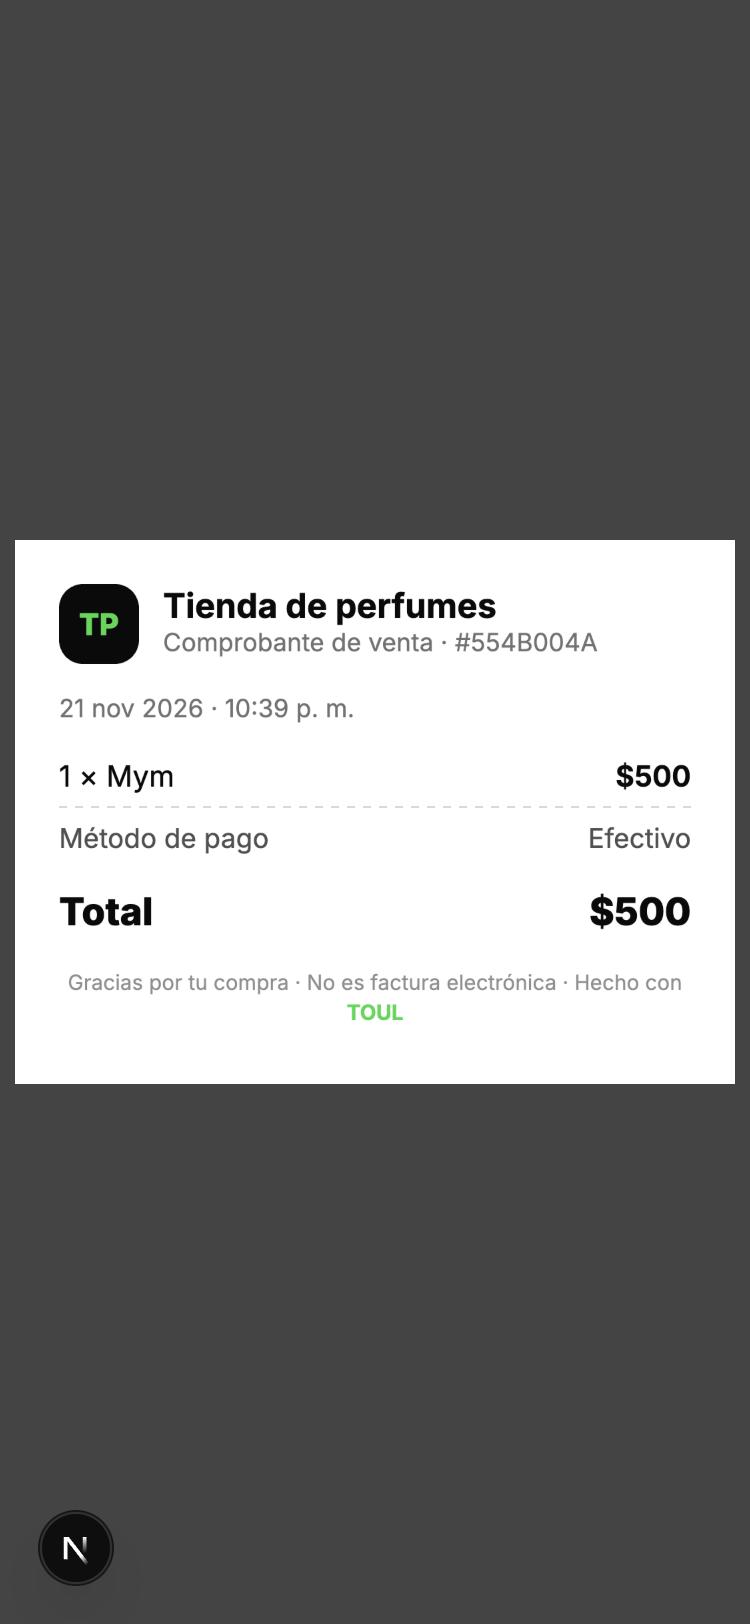 TP
Tienda de perfumes
Comprobante de venta · #554B004A
21 nov 2026 · 10:39 p. m.
1 × Mym $500
Método de pago Efectivo
Total $500
Gracias por tu compra · No es factura electrónica · Hecho con
TOUL
N